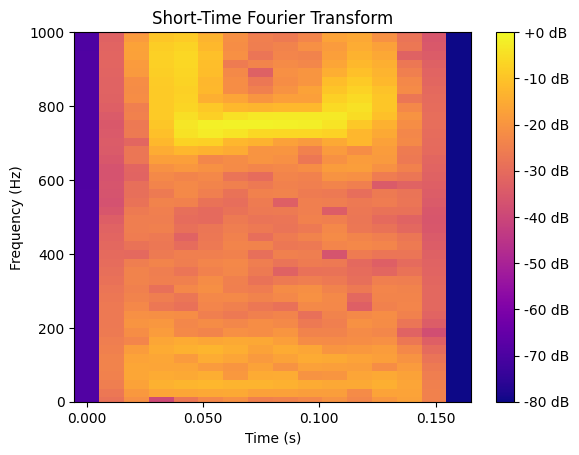 Short-Time Fourier Transform
1000
800
600
400
200
0
Frequency (Hz)
0.000
0.050
0.100
0.150
Time (s)
+0 dB
-10 dB
-20 dB
-30 dB
-40 dB
-50 dB
-60 dB
-70 dB
-80 dB